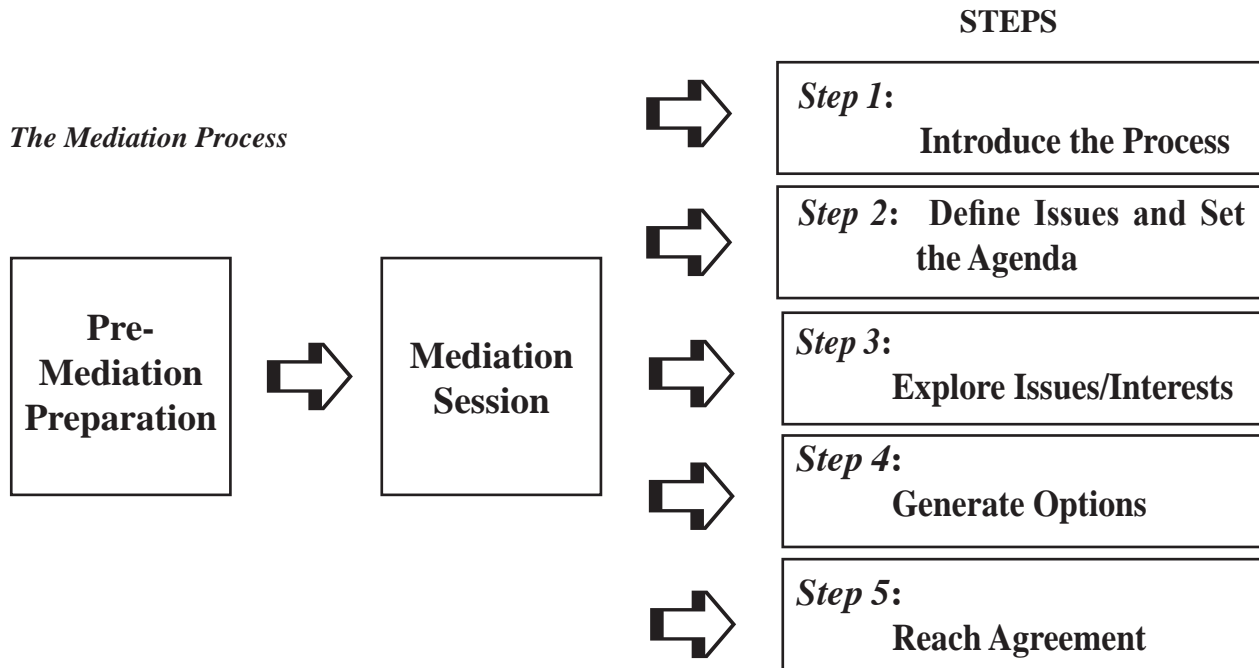 STEPS
The Mediation Process
Pre-
Mediation
Preparation
Mediation
Session
Step 1:
Introduce the Process
Step 2: Define Issues and Set
the Agenda
Step 3:
Explore Issues/Interests
Step 4:
Generate Options
Step 5:
Reach Agreement